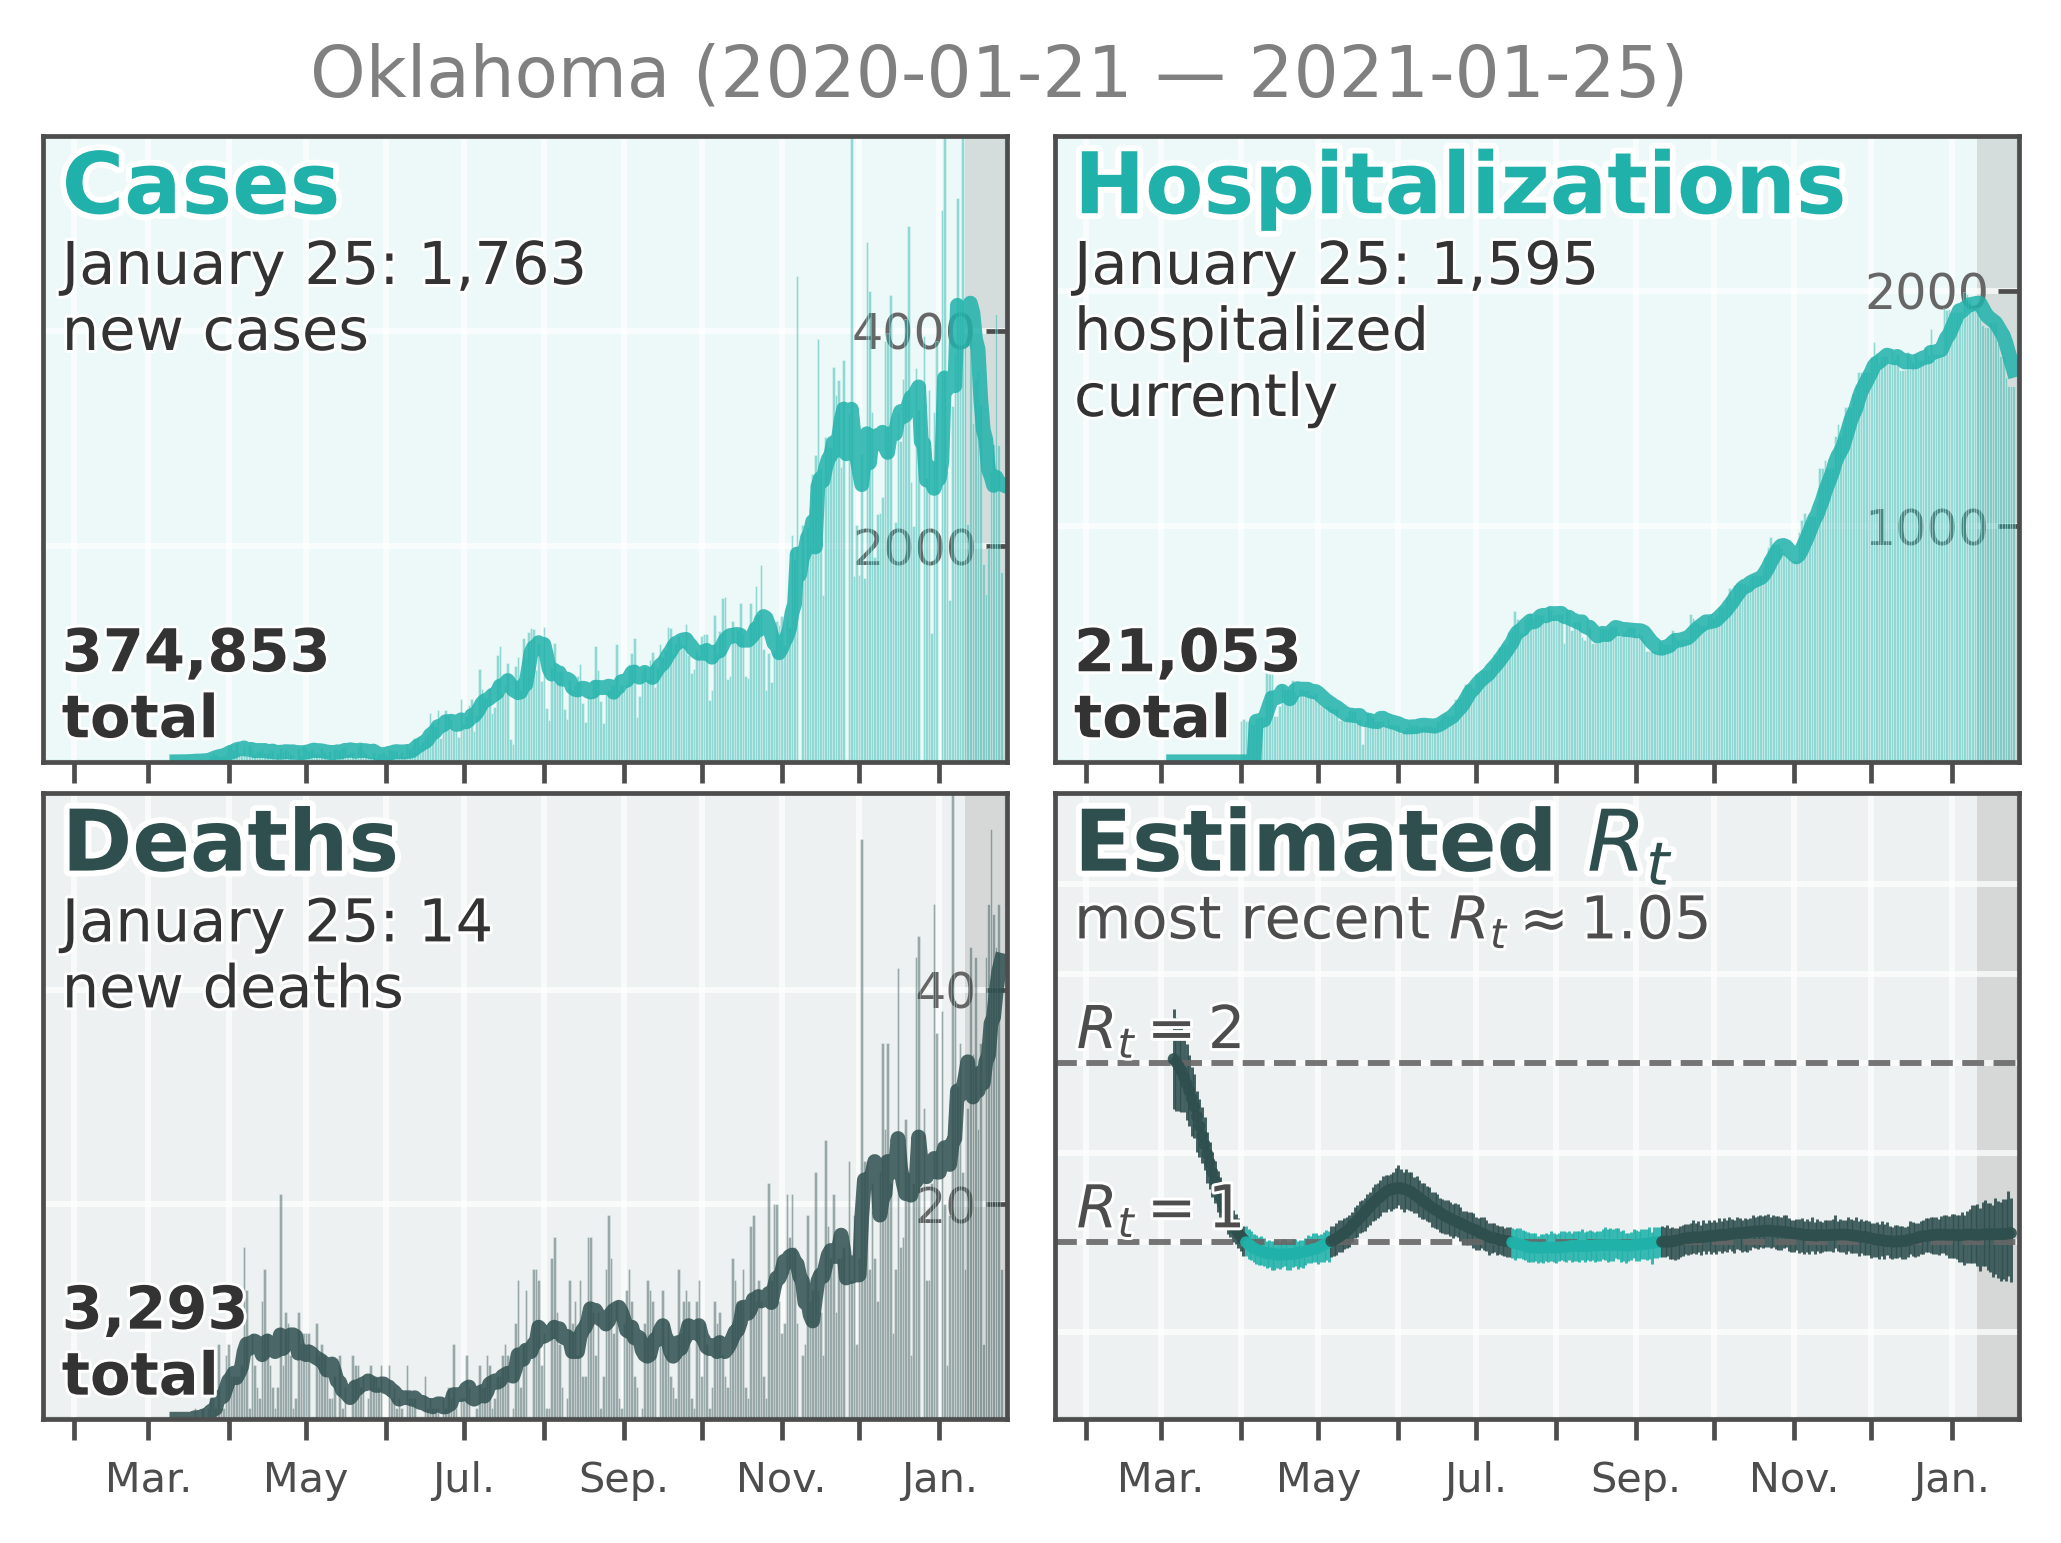 Oklahoma (2020-01-21 — 2021-01-25)
Cases
January 25: 1,763
new cases
4000
2000
374,853
total
Hospitalizations
January 25: 1,595
hospitalized
currently
2000
1000
21,053
total
Deaths
January 25: 14
new deaths
40
20
3,293
total
Mar. May Jul. Sep. Nov. Jan.
Estimated Rₜ
most recent Rₜ ≈ 1.05
Rₜ = 2
Rₜ = 1
Mar. May Jul. Sep. Nov. Jan.